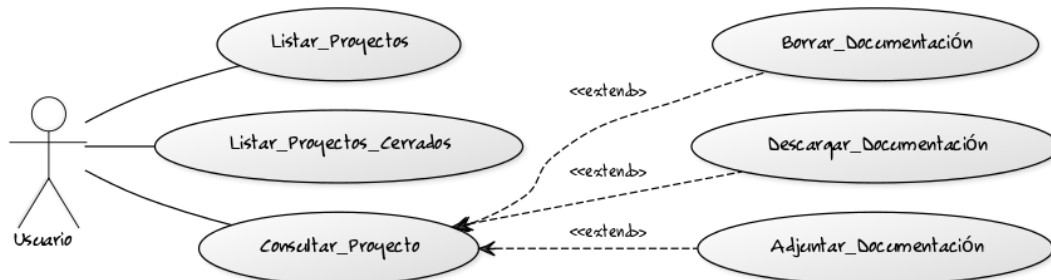 Listar_Proyectos
Borrar_Documentación
<<extend>>
Listar_Proyectos_Cerrados
Descargar_Documentación
<<extend>>
Usuario
Consultar_Proyecto
<<extend>>
Adjuntar_Documentación